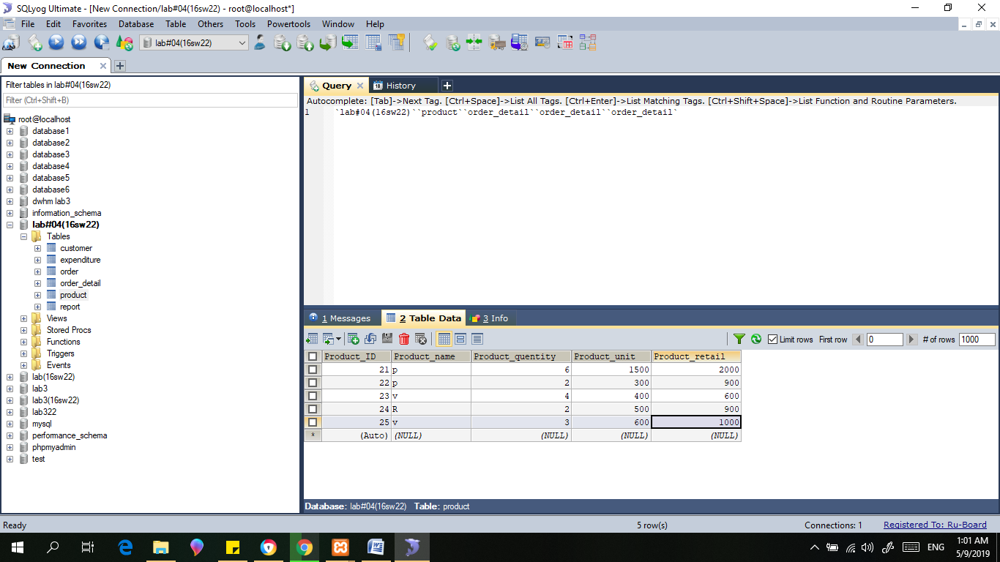 SQLyog Ultimate - [New Connection/lab#04(16sw22) - root@localhost*]
File Edit Favorites Database Table Others Tools Powertools Window Help
lab#04(16sw22)
New Connection
Filter tables in lab#04(16sw22)
Filter (Ctrl+Shift+B)
root@localhost
database1
database2
database3
database4
database5
database6
dwhm lab3
information_schema
lab#04(16sw22)
Tables
customer
expenditure
order
order_detail
product
report
Views
Stored Procs
Functions
Triggers
Events
lab(16sw22)
lab3
lab3(16sw22)
lab322
mysql
performance_schema
phpmyadmin
test
Query 18 History
Autocomplete: [Tab]->Next Tag. [Ctrl+Space]->List All Tags. [Ctrl+Enter]->List Matching Tags. [Ctrl+Shift+Space]->List Function and Routine Parameters.
1 `lab#04(16sw22)``product``order_detail``order_detail``order_detail`
1 Messages 2 Table Data 3 Info
Limit rows First row 0 # of rows 1000
Product_ID Product_name Product_quentity Product_unit Product_retail
21 p 6 1500 2000
22 p 2 300 900
23 v 4 400 600
24 R 2 500 900
25 v 3 600 1000
* (Auto) (NULL) (NULL) (NULL) (NULL)
Database: lab#04(16sw22) Table: product
Ready 5 row(s) Connections: 1 Registered To: Ru-Board
ENG 1:01 AM
5/9/2019